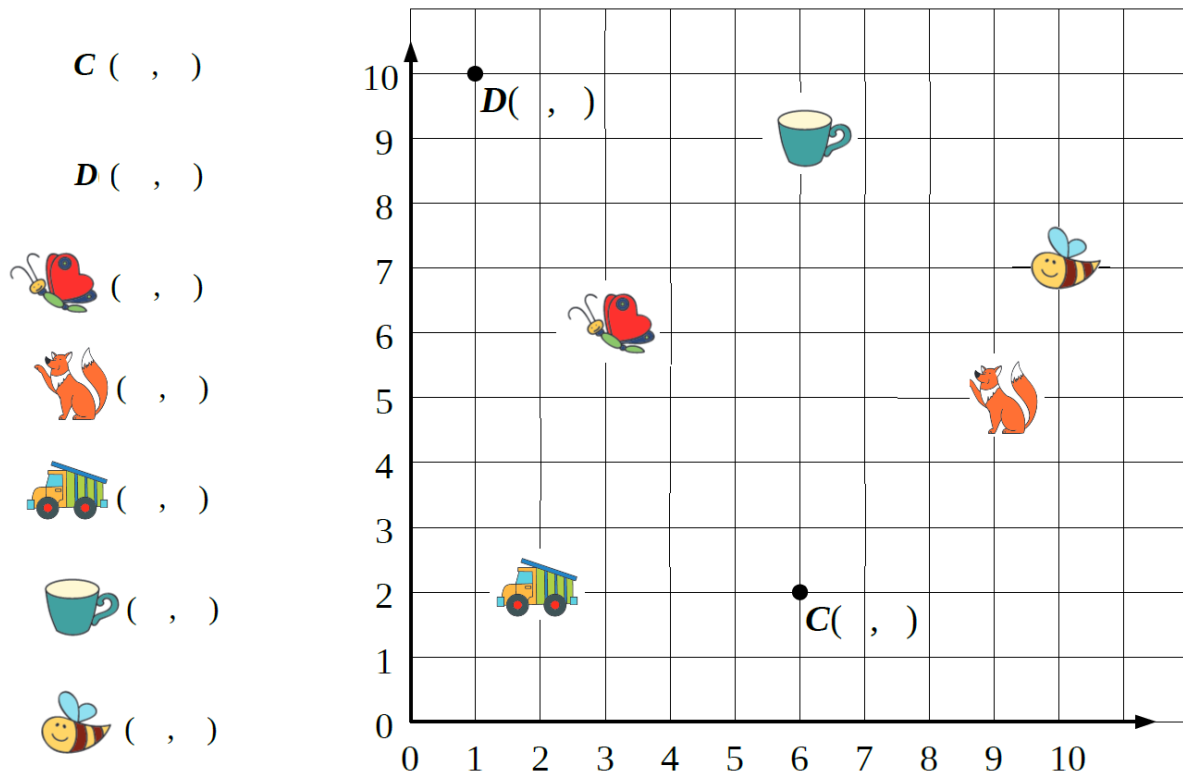 C ( , )
D ( , )
( , )
( , )
( , )
( , )
( , )
10
D( , )
9
8
7
6
5
4
3
2
C( , )
1
0
0 1 2 3 4 5 6 7 8 9 10